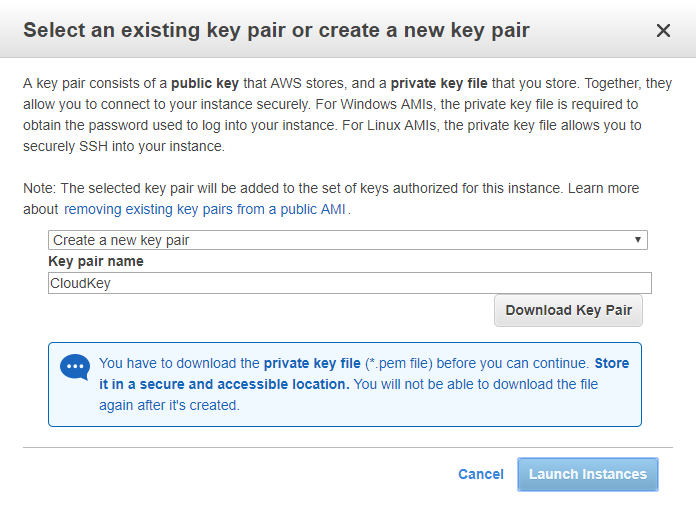 Select an existing key pair or create a new key pair
A key pair consists of a public key that AWS stores, and a private key file that you store. Together, they
allow you to connect to your instance securely. For Windows AMIs, the private key file is required to
obtain the password used to log into your instance. For Linux AMIs, the private key file allows you to
securely SSH into your instance.
Note: The selected key pair will be added to the set of keys authorized for this instance. Learn more
about removing existing key pairs from a public AMI.
Create a new key pair
Key pair name
CloudKey
Download Key Pair
You have to download the private key file (*.pem file) before you can continue. Store
it in a secure and accessible location. You will not be able to download the file
again after it's created.
Cancel Launch Instances